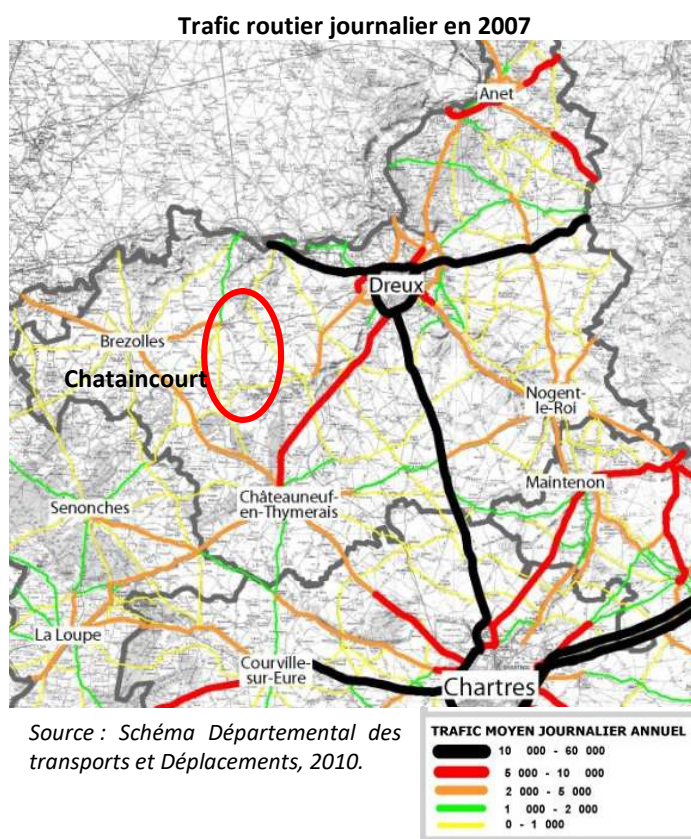 Trafic routier journalier en 2007
Anet
Dreux
Brezolles
Chataincourt
Nogent-
le-Roi
Maintenon
Châteauneuf-
en-Thymerais
Senonches
La Loupe
Courville-
sur-Eure
Chartres
Source : Schéma Départemental des
transports et Déplacements, 2010.
TRAFIC MOYEN JOURNALIER ANNUEL
10 000 - 60 000
5 000 - 10 000
2 000 - 5 000
1 000 - 2 000
0 - 1 000